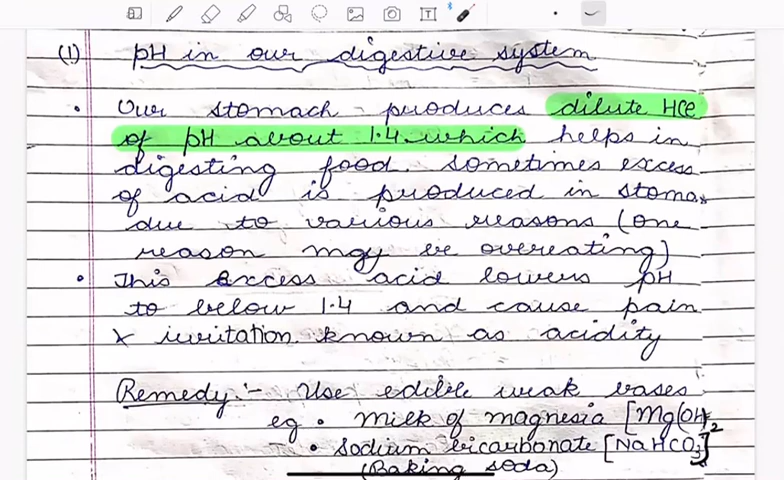 (1) pH in our digestive system
• Our stomach produces dilute HCl
of pH about 1.4 which helps in
digesting food. sometimes excess
of acid is produced in stoma
due to various reasons (one
reason may be overeating)
• This excess acid lowers pH
to below 1.4 and cause pain
& irritation known as acidity
Remedy :- Use edible weak bases
eg • Milk of magnesia [Mg(OH)2
• Sodium bicarbonate [NaHCO3]
(Baking soda)